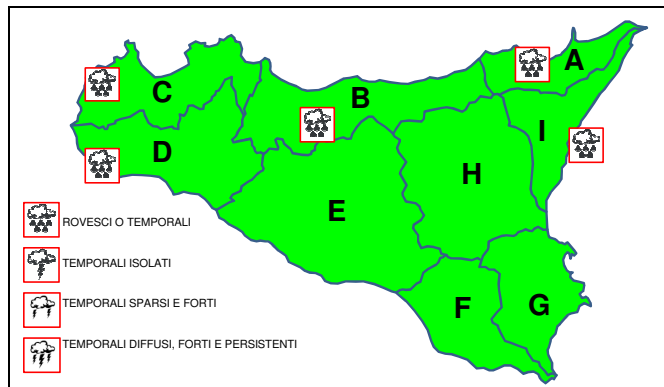 A
C
B
I
D
H
E
F
G
ROVESCI O TEMPORALI
TEMPORALI ISOLATI
TEMPORALI SPARSI E FORTI
TEMPORALI DIFFUSI, FORTI E PERSISTENTI